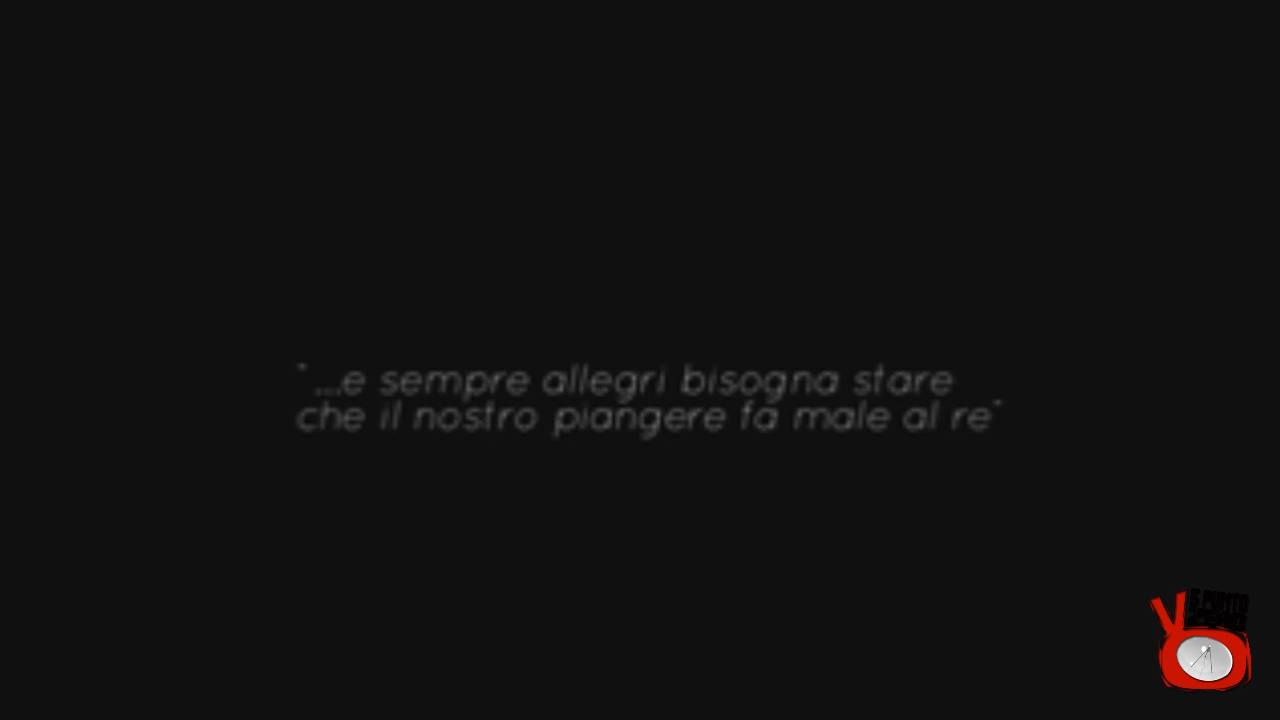 "...e sempre allegri bisogna stare
che il nostro piangere fa male al re"